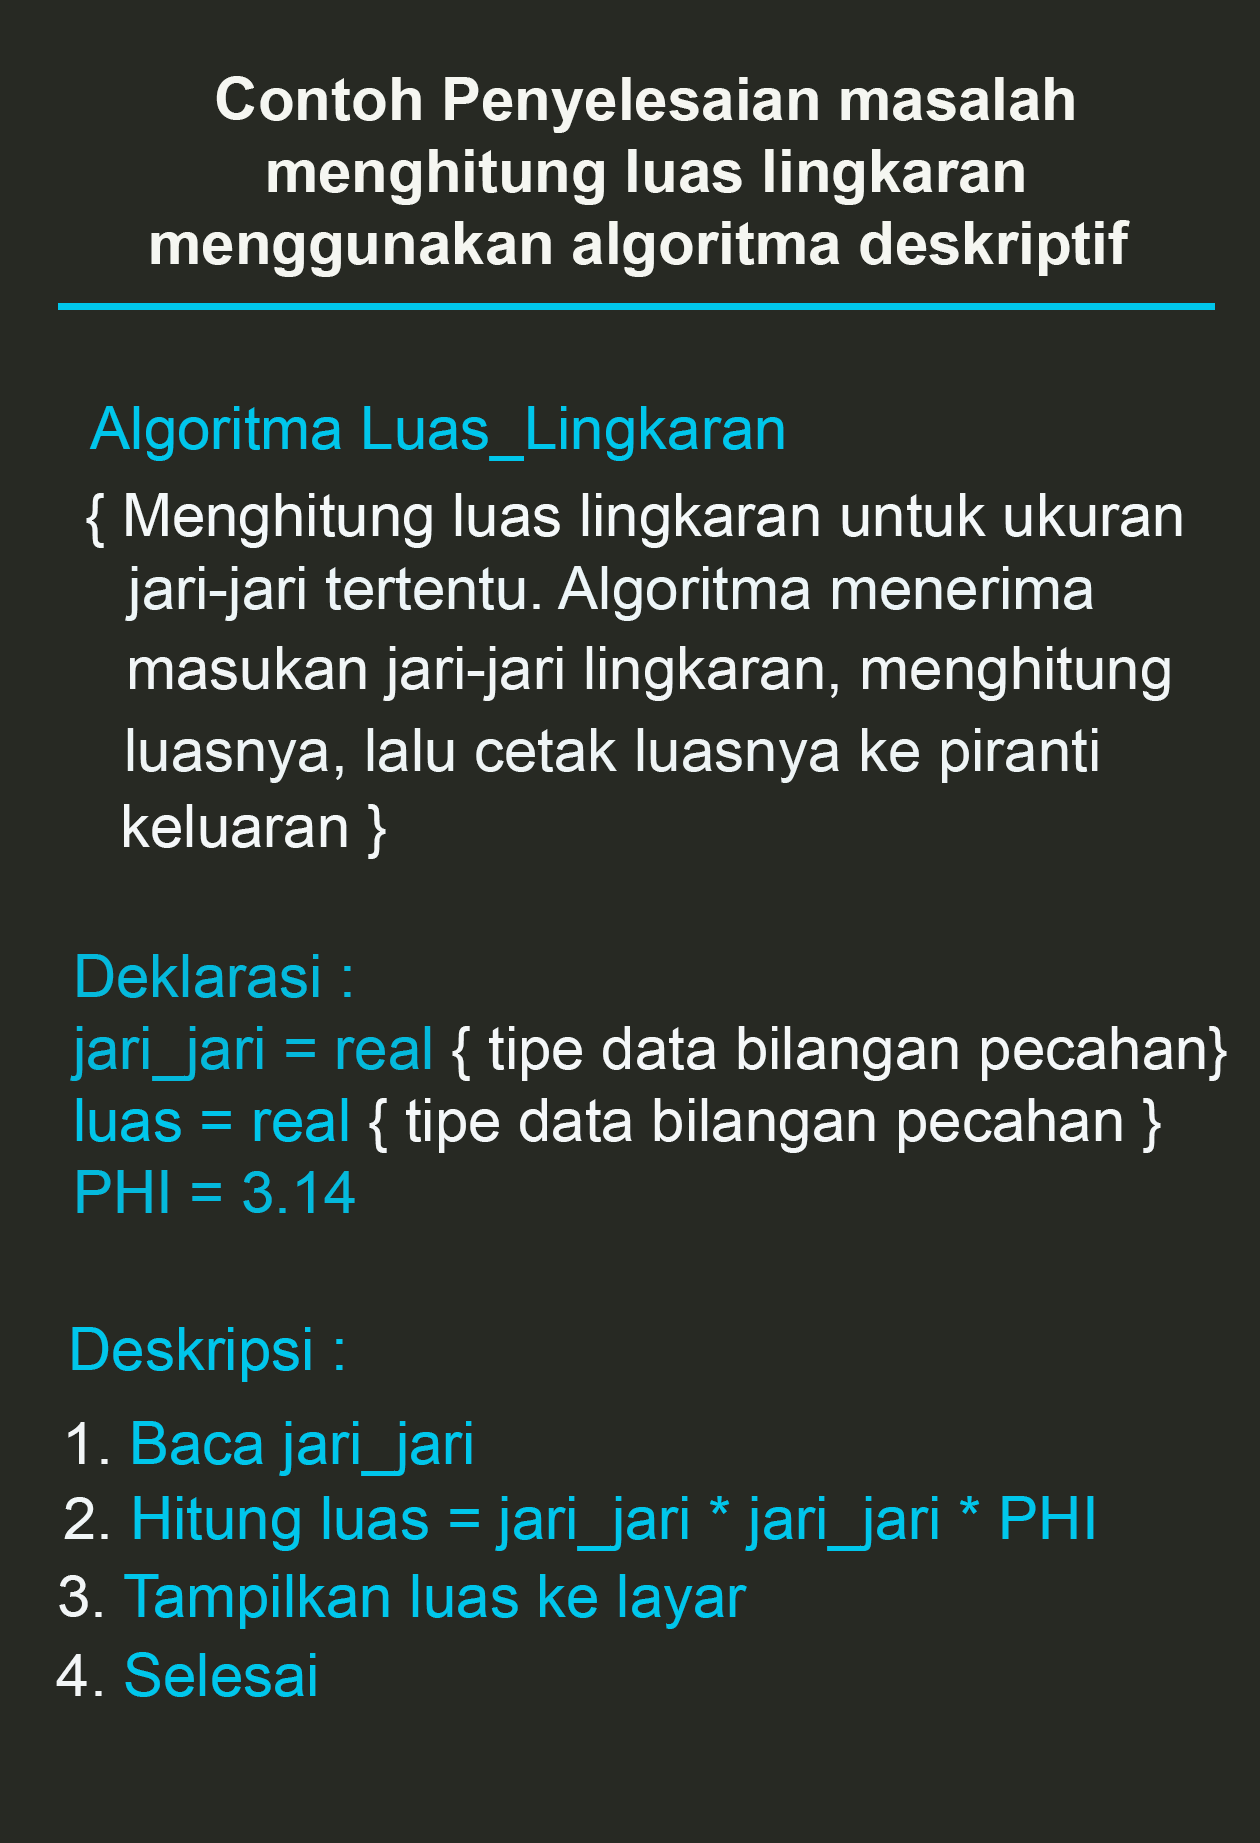 Contoh Penyelesaian masalah
menghitung luas lingkaran
menggunakan algoritma deskriptif
Algoritma Luas_Lingkaran
{ Menghitung luas lingkaran untuk ukuran
jari-jari tertentu. Algoritma menerima
masukan jari-jari lingkaran, menghitung
luasnya, lalu cetak luasnya ke piranti
keluaran }
Deklarasi :
jari_jari = real { tipe data bilangan pecahan}
luas = real { tipe data bilangan pecahan }
PHI = 3.14
Deskripsi :
1. Baca jari_jari
2. Hitung luas = jari_jari * jari_jari * PHI
3. Tampilkan luas ke layar
4. Selesai